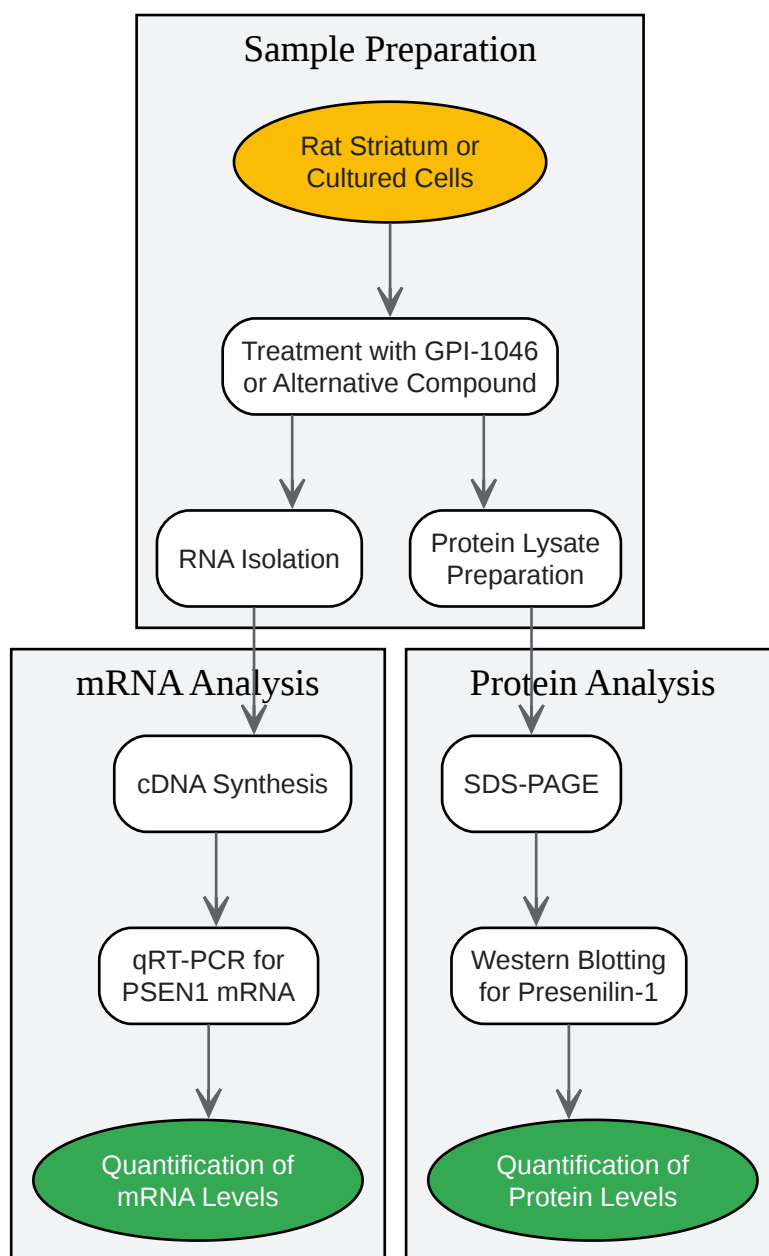 Sample Preparation
Rat Striatum or
Cultured Cells
Treatment with GPI-1046
or Alternative Compound
RNA Isolation
Protein Lysate
Preparation
mRNA Analysis
cDNA Synthesis
qRT-PCR for
PSEN1 mRNA
Quantification of
mRNA Levels
Protein Analysis
SDS-PAGE
Western Blotting
for Presenilin-1
Quantification of
Protein Levels